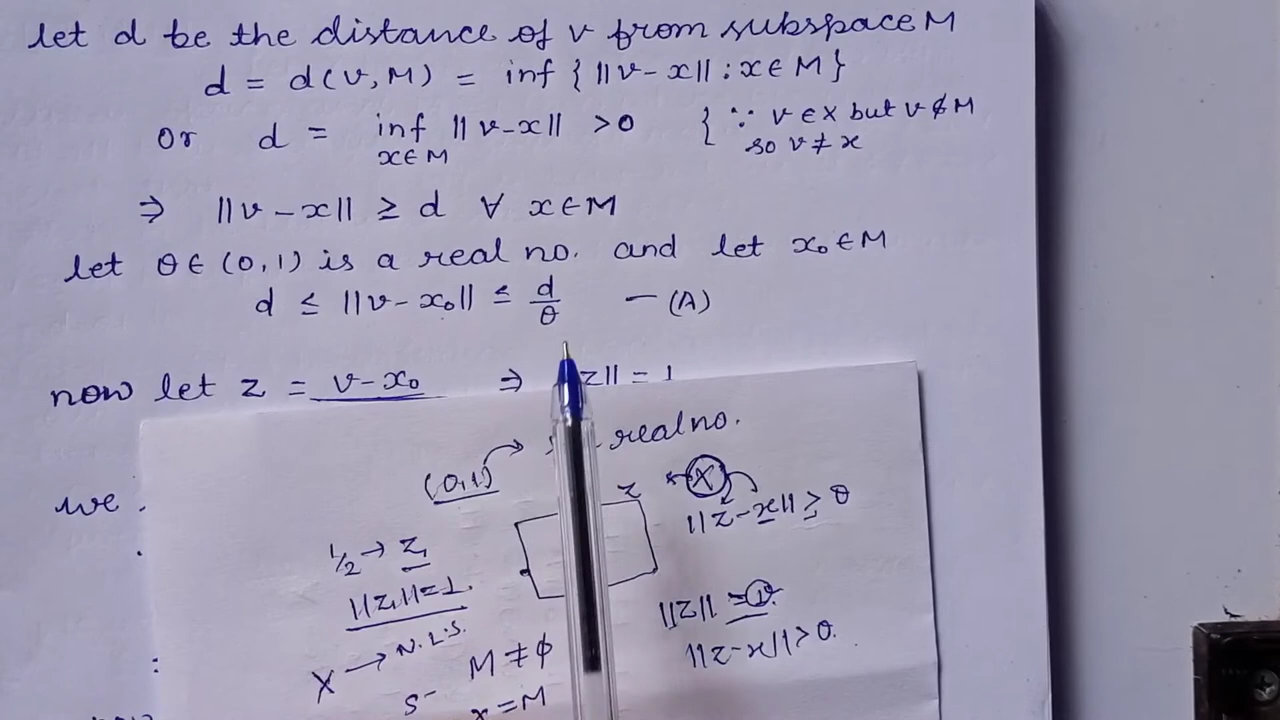 let d be the distance of v from subspace M
d = d(v, M) = inf { ||v - x|| : x ∈ M }
or d = inf ||v-x|| > 0 { ∵ v ∈ X but v ∉ M
x∈M so v ≠ x
⇒ ||v - x|| ≥ d ∀ x ∈ M
let θ ∈ (0,1) is a real no. and let x₀ ∈ M
d ≤ ||v - x₀|| ≤ d/θ — (A)
now let z = v-x₀ ⇒ z|| = 1
real no.
(0,1)
z X
||z-x|| ≥ θ
we
1/2 → z₁
||z₁|| = 1.
||z|| =
||z-x|| > θ.
X → N.L.S.
M ≠ φ
= M